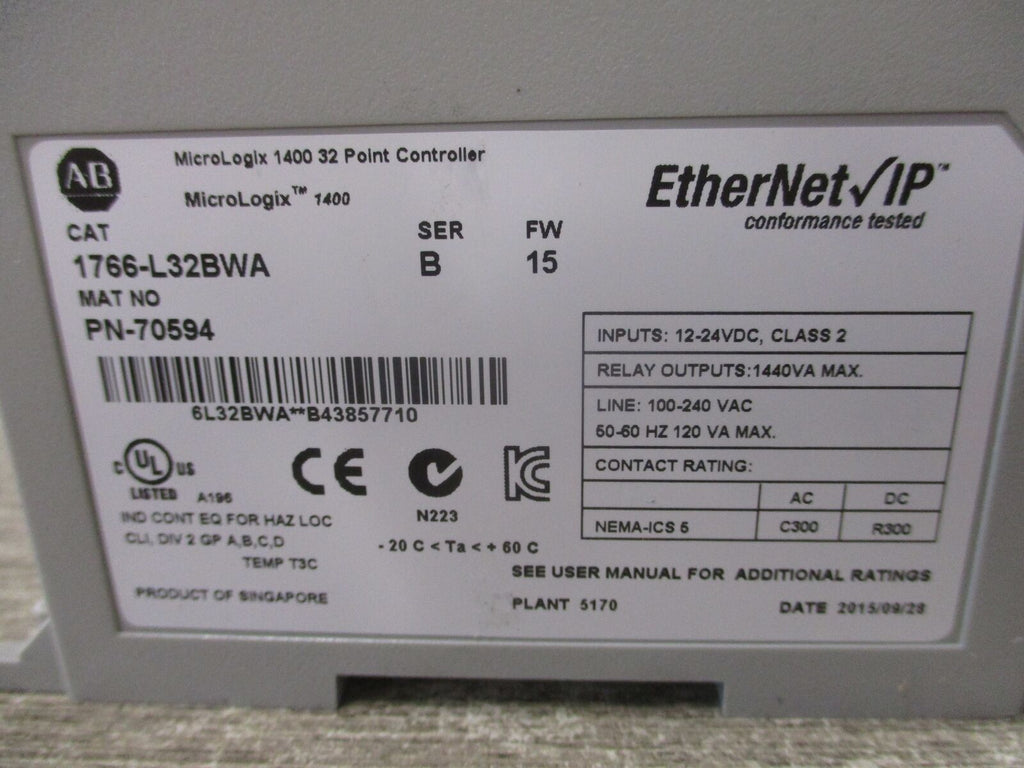 AB
MicroLogix 1400 32 Point Controller
MicroLogix™ 1400
EtherNet/IP™
conformance tested
CAT
SER
FW
1766-L32BWA
B
15
MAT NO
PN-70594
6L32BWA**B43857710
INPUTS: 12-24VDC, CLASS 2
RELAY OUTPUTS:1440VA MAX.
LINE: 100-240 VAC
50-60 HZ 120 VA MAX.
CONTACT RATING:
AC DC
NEMA-ICS 5 C300 R300
C UL US
LISTED A196
CE
N223
KC
IND CONT EQ FOR HAZ LOC
CLI, DIV 2 GP A,B,C,D
TEMP T3C
- 20 C < Ta < + 60 C
SEE USER MANUAL FOR ADDITIONAL RATINGS
PRODUCT OF SINGAPORE
PLANT 5170
DATE 2015/09/28